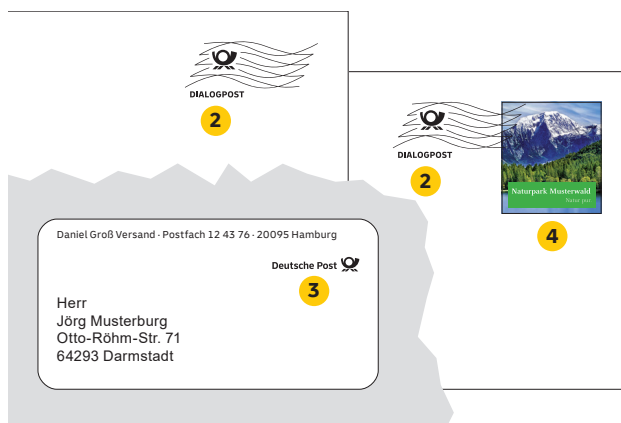 DIALOGPOST
2
DIALOGPOST
2
Naturpark Musterwald
Natur pur.
4
Daniel Groß Versand · Postfach 12 43 76 · 20095 Hamburg
Deutsche Post
3
Herr
Jörg Musterburg
Otto-Röhm-Str. 71
64293 Darmstadt